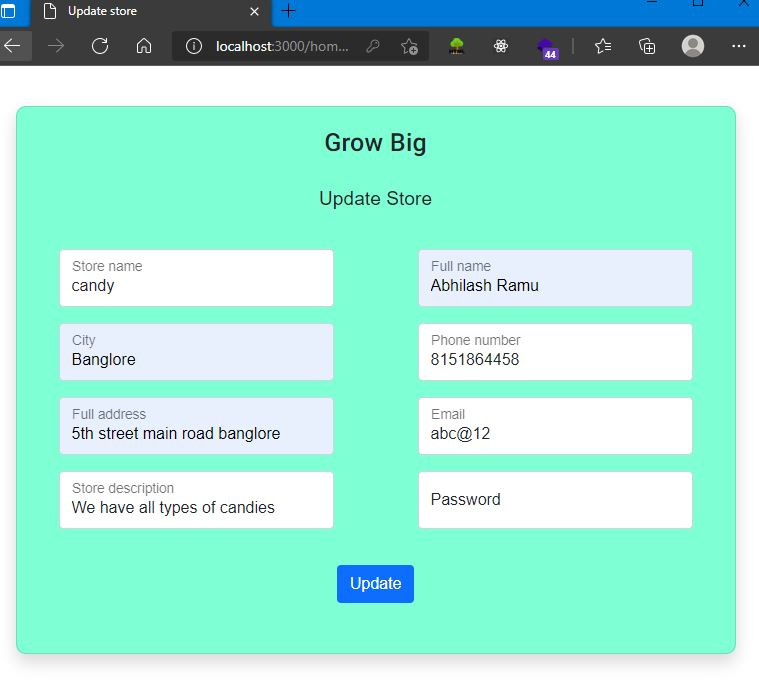 Update store
localhost:3000/hom...
44
Grow Big
Update Store
Store name
candy
Full name
Abhilash Ramu
City
Banglore
Phone number
8151864458
Full address
5th street main road banglore
Email
abc@12
Store description
We have all types of candies
Password
Update